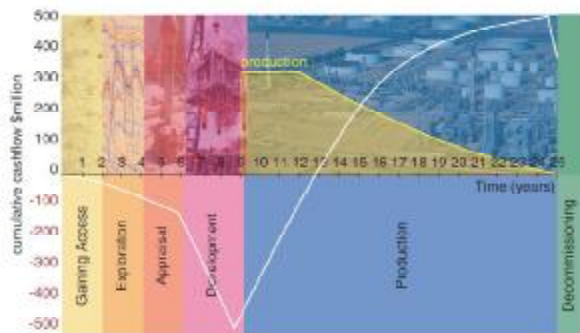 500
400
300
200
100
0
-100
-200
-300
-400
-500
cumulative cashflow $million
production
1 2 3 4 5 6 7 8 9 10 11 12 13 14 15 16 17 18 19 20 21 22 23 24 25
Time (years)
Gaining Access
Exploration
Appraisal
Development
Production
Decommissioning